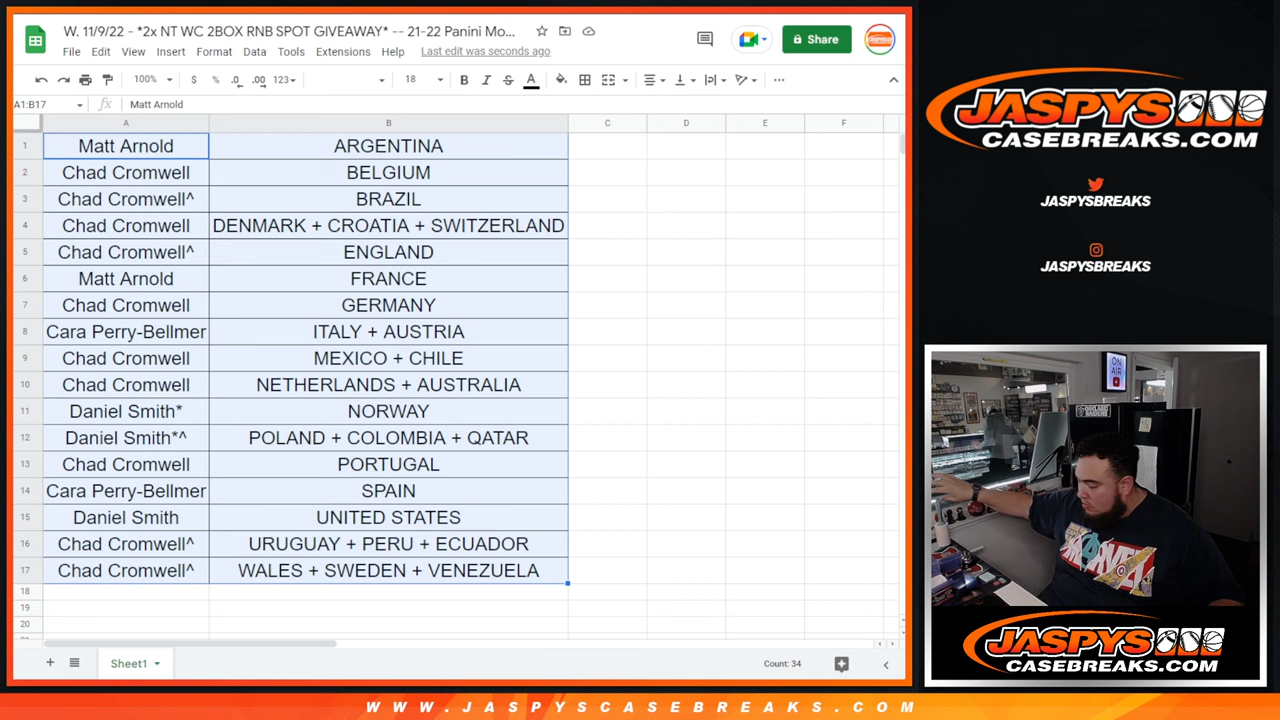 W. 11/9/22 - *2x NT WC 2BOX RNB SPOT GIVEAWAY* -- 21-22 Panini Mo...
File Edit View Insert Format Data Tools Extensions Help Last edit was seconds ago
Share
100% $ % .0 .00 123 18 B I S A
A1:B17 fx Matt Arnold
A B C D E F
1 Matt Arnold ARGENTINA
2 Chad Cromwell BELGIUM
3 Chad Cromwell^ BRAZIL
4 Chad Cromwell DENMARK + CROATIA + SWITZERLAND
5 Chad Cromwell^ ENGLAND
6 Matt Arnold FRANCE
7 Chad Cromwell GERMANY
8 Cara Perry-Bellmer ITALY + AUSTRIA
9 Chad Cromwell MEXICO + CHILE
10 Chad Cromwell NETHERLANDS + AUSTRALIA
11 Daniel Smith* NORWAY
12 Daniel Smith*^ POLAND + COLOMBIA + QATAR
13 Chad Cromwell PORTUGAL
14 Cara Perry-Bellmer SPAIN
15 Daniel Smith UNITED STATES
16 Chad Cromwell^ URUGUAY + PERU + ECUADOR
17 Chad Cromwell^ WALES + SWEDEN + VENEZUELA
18
19
20
Sheet1
Count: 34
JASPYS
CASEBREAKS.COM
JASPYSBREAKS
JASPYSBREAKS
ON
AIR
MARVEL
JASPYS
CASEBREAKS.COM
WWW.JASPYSCASEBREAKS.COM